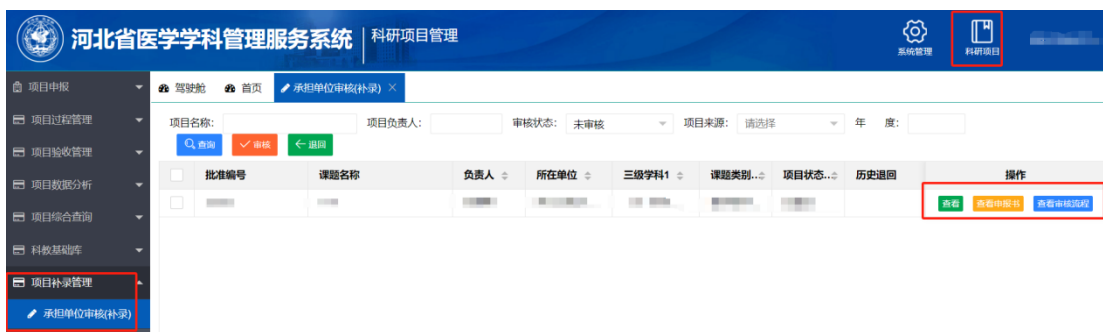 河北省医学学科管理服务系统 科研项目管理
系统管理 科研项目
项目申报
驾驶舱 首页 承担单位审核(补录) ×
项目过程管理
项目名称: 项目负责人: 审核状态: 未审核 项目来源: 请选择 年 度:
项目验收管理
查询 审核 退回
项目数据分析
批准编号 课题名称 负责人 所在单位 三级学科1 课题类别... 项目状态... 历史退回 操作
项目综合查询
查看 查看申报书 查看审核流程
科教基础库
项目补录管理
承担单位审核(补录)